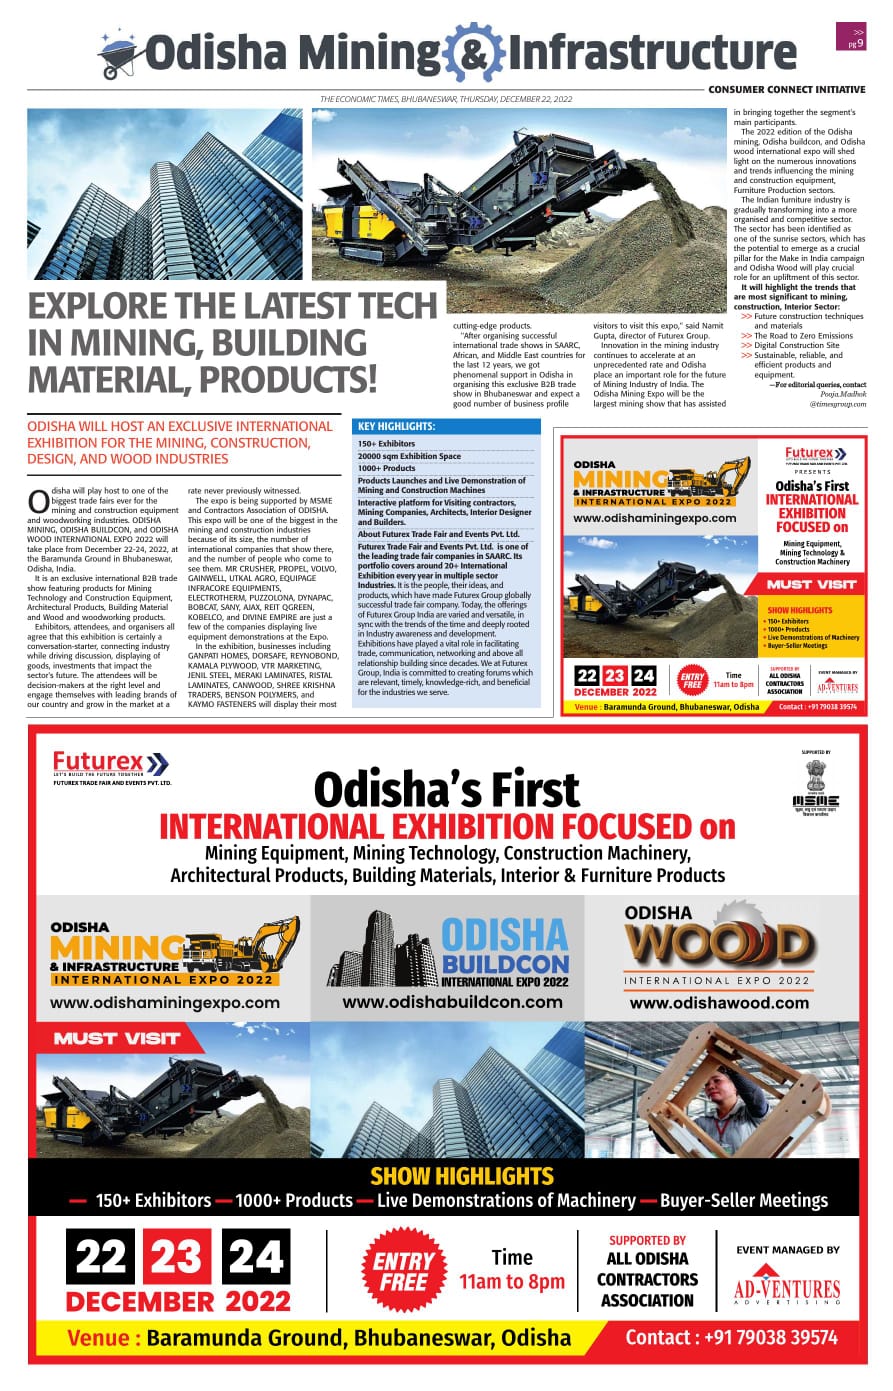 Odisha Mining & Infrastructure
>>
pg 9
CONSUMER CONNECT INITIATIVE
THE ECONOMIC TIMES, BHUBANESWAR, THURSDAY, DECEMBER 22, 2022
EXPLORE THE LATEST TECH
IN MINING, BUILDING
MATERIAL, PRODUCTS!
ODISHA WILL HOST AN EXCLUSIVE INTERNATIONAL
EXHIBITION FOR THE MINING, CONSTRUCTION,
DESIGN, AND WOOD INDUSTRIES
Odisha will play host to one of the
biggest trade fairs ever for the
mining and construction equipment
and woodworking industries. ODISHA
MINING, ODISHA BUILDCON, and ODISHA
WOOD INTERNATIONAL EXPO 2022 will
take place from December 22-24, 2022, at
the Baramunda Ground in Bhubaneswar,
Odisha, India.
It is an exclusive international B2B trade
show featuring products for Mining
Technology and Construction Equipment,
Architectural Products, Building Material
and Wood and woodworking products.
Exhibitors, attendees, and organisers all
agree that this exhibition is certainly a
conversation-starter, connecting industry
while driving discussion, displaying of
goods, investments that impact the
sector's future. The attendees will be
decision-makers at the right level and
engage themselves with leading brands of
our country and grow in the market at a
rate never previously witnessed.
The expo is being supported by MSME
and Contractors Association of ODISHA.
This expo will be one of the biggest in the
mining and construction industries
because of its size, the number of
international companies that show there,
and the number of people who come to
see them. MR CRUSHER, PROPEL, VOLVO,
GAINWELL, UTKAL AGRO, EQUIPAGE
INFRACORE EQUIPMENTS,
ELECTROTHERM, PUZZOLONA, DYNAPAC,
BOBCAT, SANY, AJAX, REIT QGREEN,
KOBELCO, and DIVINE EMPIRE are just a
few of the companies displaying live
equipment demonstrations at the Expo.
In the exhibition, businesses including
GANPATI HOMES, DORSAFE, REYNOBOND,
KAMALA PLYWOOD, VTR MARKETING,
JENIL STEEL, MERAKI LAMINATES, RISTAL
LAMINATES, CANWOOD, SHREE KRISHNA
TRADERS, BENSON POLYMERS, and
KAYMO FASTENERS will display their most
cutting-edge products.
"After organising successful
international trade shows in SAARC,
African, and Middle East countries for
the last 12 years, we got
phenomenal support in Odisha in
organising this exclusive B2B trade
show in Bhubaneswar and expect a
good number of business profile
visitors to visit this expo," said Namit
Gupta, director of Futurex Group.
Innovation in the mining industry
continues to accelerate at an
unprecedented rate and Odisha
place an important role for the future
of Mining Industry of India. The
Odisha Mining Expo will be the
largest mining show that has assisted
in bringing together the segment's
main participants.
The 2022 edition of the Odisha
mining, Odisha buildcon, and Odisha
wood international expo will shed
light on the numerous innovations
and trends influencing the mining
and construction equipment,
Furniture Production sectors.
The Indian furniture industry is
gradually transforming into a more
organised and competitive sector.
The sector has been identified as
one of the sunrise sectors, which has
the potential to emerge as a crucial
pillar for the Make in India campaign
and Odisha Wood will play crucial
role for an upliftment of this sector.
It will highlight the trends that
are most significant to mining,
construction, Interior Sector:
>> Future construction techniques
and materials
>> The Road to Zero Emissions
>> Digital Construction Site
>> Sustainable, reliable, and
efficient products and
equipment.
—For editorial queries, contact
Pooja.Madhok
@timesgroup.com
KEY HIGHLIGHTS:
150+ Exhibitors
20000 sqm Exhibition Space
1000+ Products
Products Launches and Live Demonstration of
Mining and Construction Machines
Interactive platform for Visiting contractors,
Mining Companies, Architects, Interior Designer
and Builders.
About Futurex Trade Fair and Events Pvt. Ltd.
Futurex Trade Fair and Events Pvt. Ltd. is one of
the leading trade fair companies in SAARC. Its
portfolio covers around 20+ International
Exhibition every year in multiple sector
Industries. It is the people, their ideas, and
products, which have made Futurex Group globally
successful trade fair company. Today, the offerings
of Futurex Group India are varied and versatile, in
sync with the trends of the time and deeply rooted
in Industry awareness and development.
Exhibitions have played a vital role in facilitating
trade, communication, networking and above all
relationship building since decades. We at Futurex
Group, India is committed to creating forums which
are relevant, timely, knowledge-rich, and beneficial
for the industries we serve.
ODISHA
MINING
& INFRASTRUCTURE
INTERNATIONAL EXPO 2022
www.odishaminingexpo.com
Futurex
FUTUREX TRADE FAIR AND EVENTS PVT. LTD.
PRESENTS
Odisha's First
INTERNATIONAL
EXHIBITION
FOCUSED on
Mining Equipment,
Mining Technology &
Construction Machinery
MUST VISIT
SHOW HIGHLIGHTS
• 150+ Exhibitors
• 1000+ Products
• Live Demonstrations of Machinery
• Buyer-Seller Meetings
22 23 24
DECEMBER 2022
ENTRY
FREE
Time
11am to 8pm
SUPPORTED BY
ALL ODISHA
CONTRACTORS
ASSOCIATION
EVENT MANAGED BY
AD-VENTURES
Venue : Baramunda Ground, Bhubaneswar, Odisha
Contact : +91 79038 39574
Futurex
LET'S BUILD THE FUTURE TOGETHER
FUTUREX TRADE FAIR AND EVENTS PVT. LTD.
SUPPORTED BY
MSME
Odisha's First
INTERNATIONAL EXHIBITION FOCUSED on
Mining Equipment, Mining Technology, Construction Machinery,
Architectural Products, Building Materials, Interior & Furniture Products
ODISHA
MINING
& INFRASTRUCTURE
INTERNATIONAL EXPO 2022
www.odishaminingexpo.com
ODISHA
BUILDCON
INTERNATIONAL EXPO 2022
www.odishabuildcon.com
ODISHA
WOOD
INTERNATIONAL EXPO 2022
www.odishawood.com
MUST VISIT
SHOW HIGHLIGHTS
— 150+ Exhibitors — 1000+ Products — Live Demonstrations of Machinery — Buyer-Seller Meetings
22 23 24
DECEMBER 2022
ENTRY
FREE
Time
11am to 8pm
SUPPORTED BY
ALL ODISHA
CONTRACTORS
ASSOCIATION
EVENT MANAGED BY
AD-VENTURES
ADVERTISING
Venue : Baramunda Ground, Bhubaneswar, Odisha
Contact : +91 79038 39574